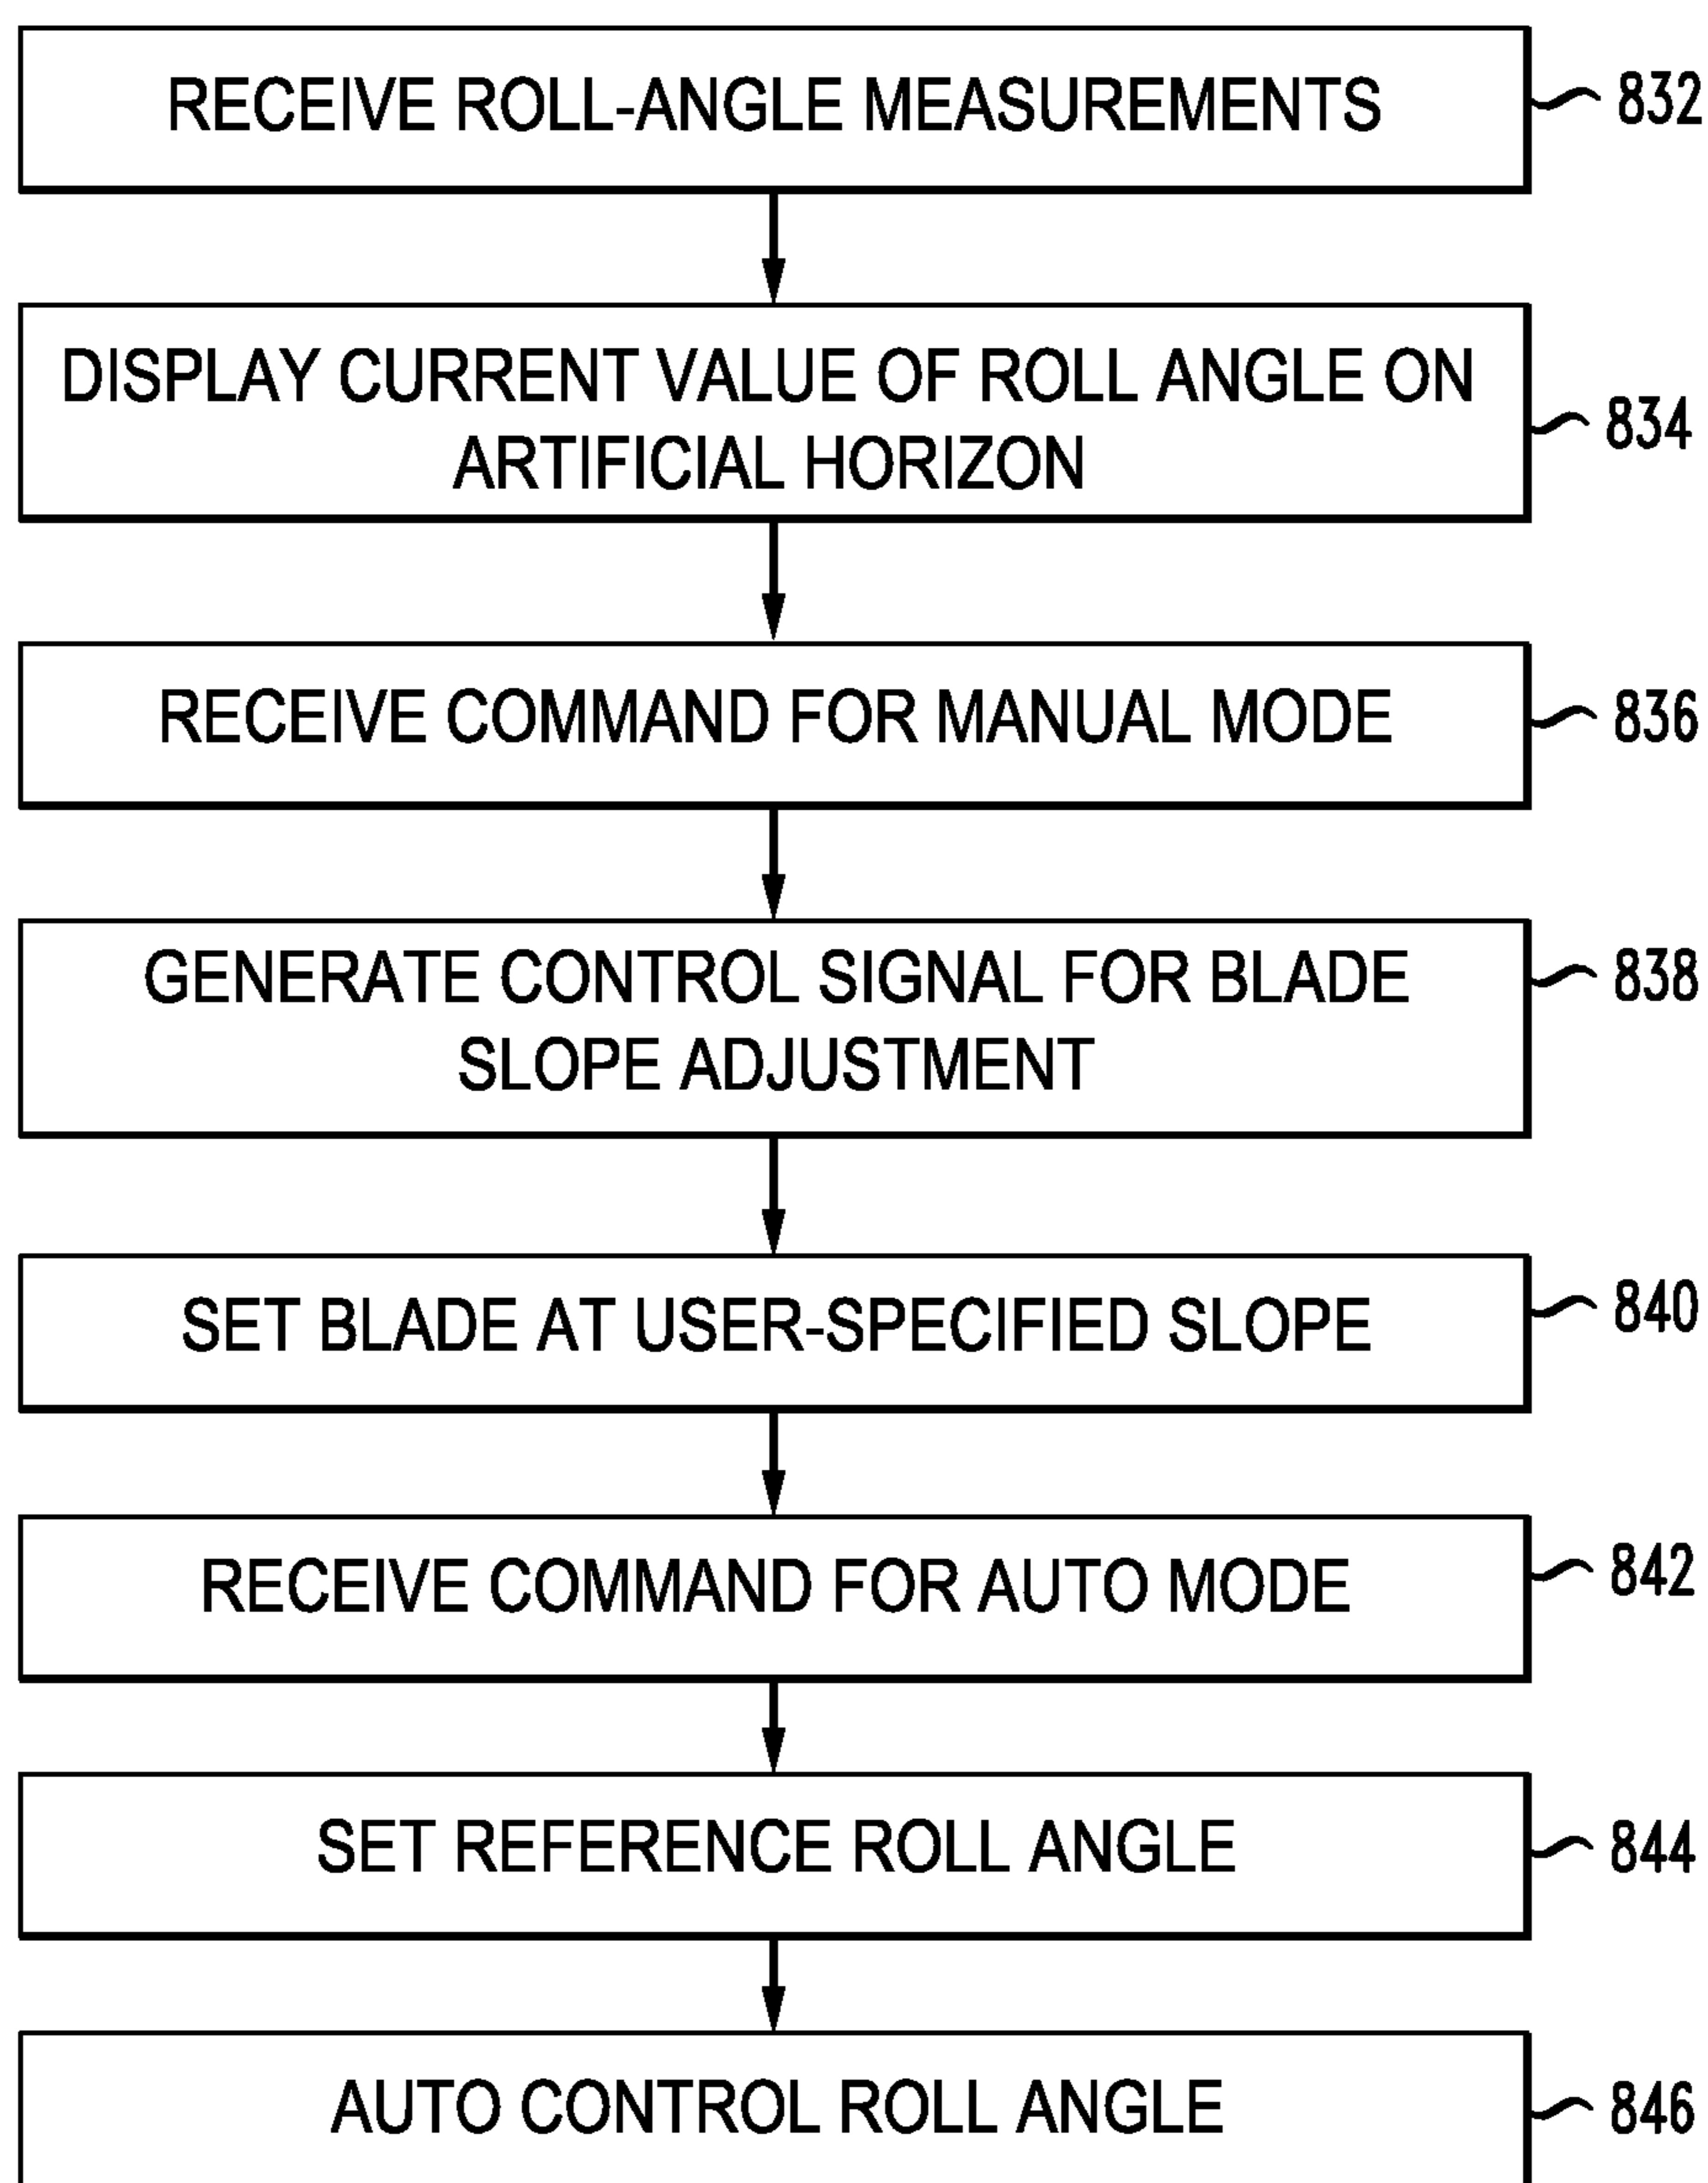 RECEIVE ROLL-ANGLE MEASUREMENTS
832
DISPLAY CURRENT VALUE OF ROLL ANGLE ON
ARTIFICIAL HORIZON
834
RECEIVE COMMAND FOR MANUAL MODE
836
GENERATE CONTROL SIGNAL FOR BLADE
SLOPE ADJUSTMENT
838
SET BLADE AT USER-SPECIFIED SLOPE
840
RECEIVE COMMAND FOR AUTO MODE
842
SET REFERENCE ROLL ANGLE
844
AUTO CONTROL ROLL ANGLE
846